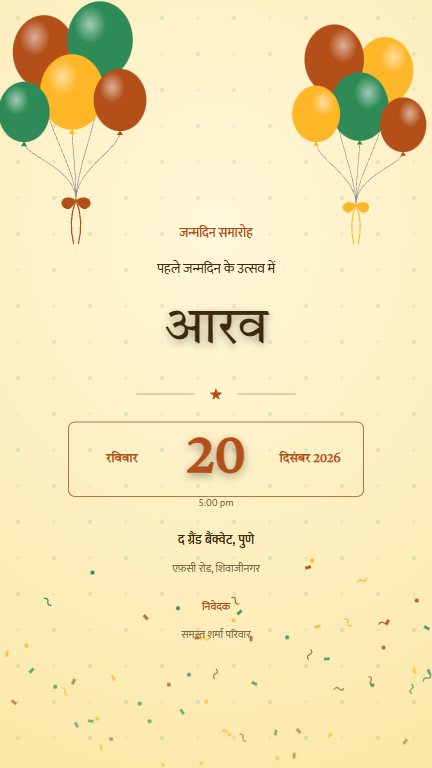 जन्मदिन समारोह
पहले जन्मदिन के उत्सव में
आरव
रविवार 20 दिसंबर 2026
5:00 pm
द ग्रैंड बैंक्वेट, पुणे
एफ़सी रोड, शिवाजीनगर
निवेदक
समस्त शर्मा परिवार